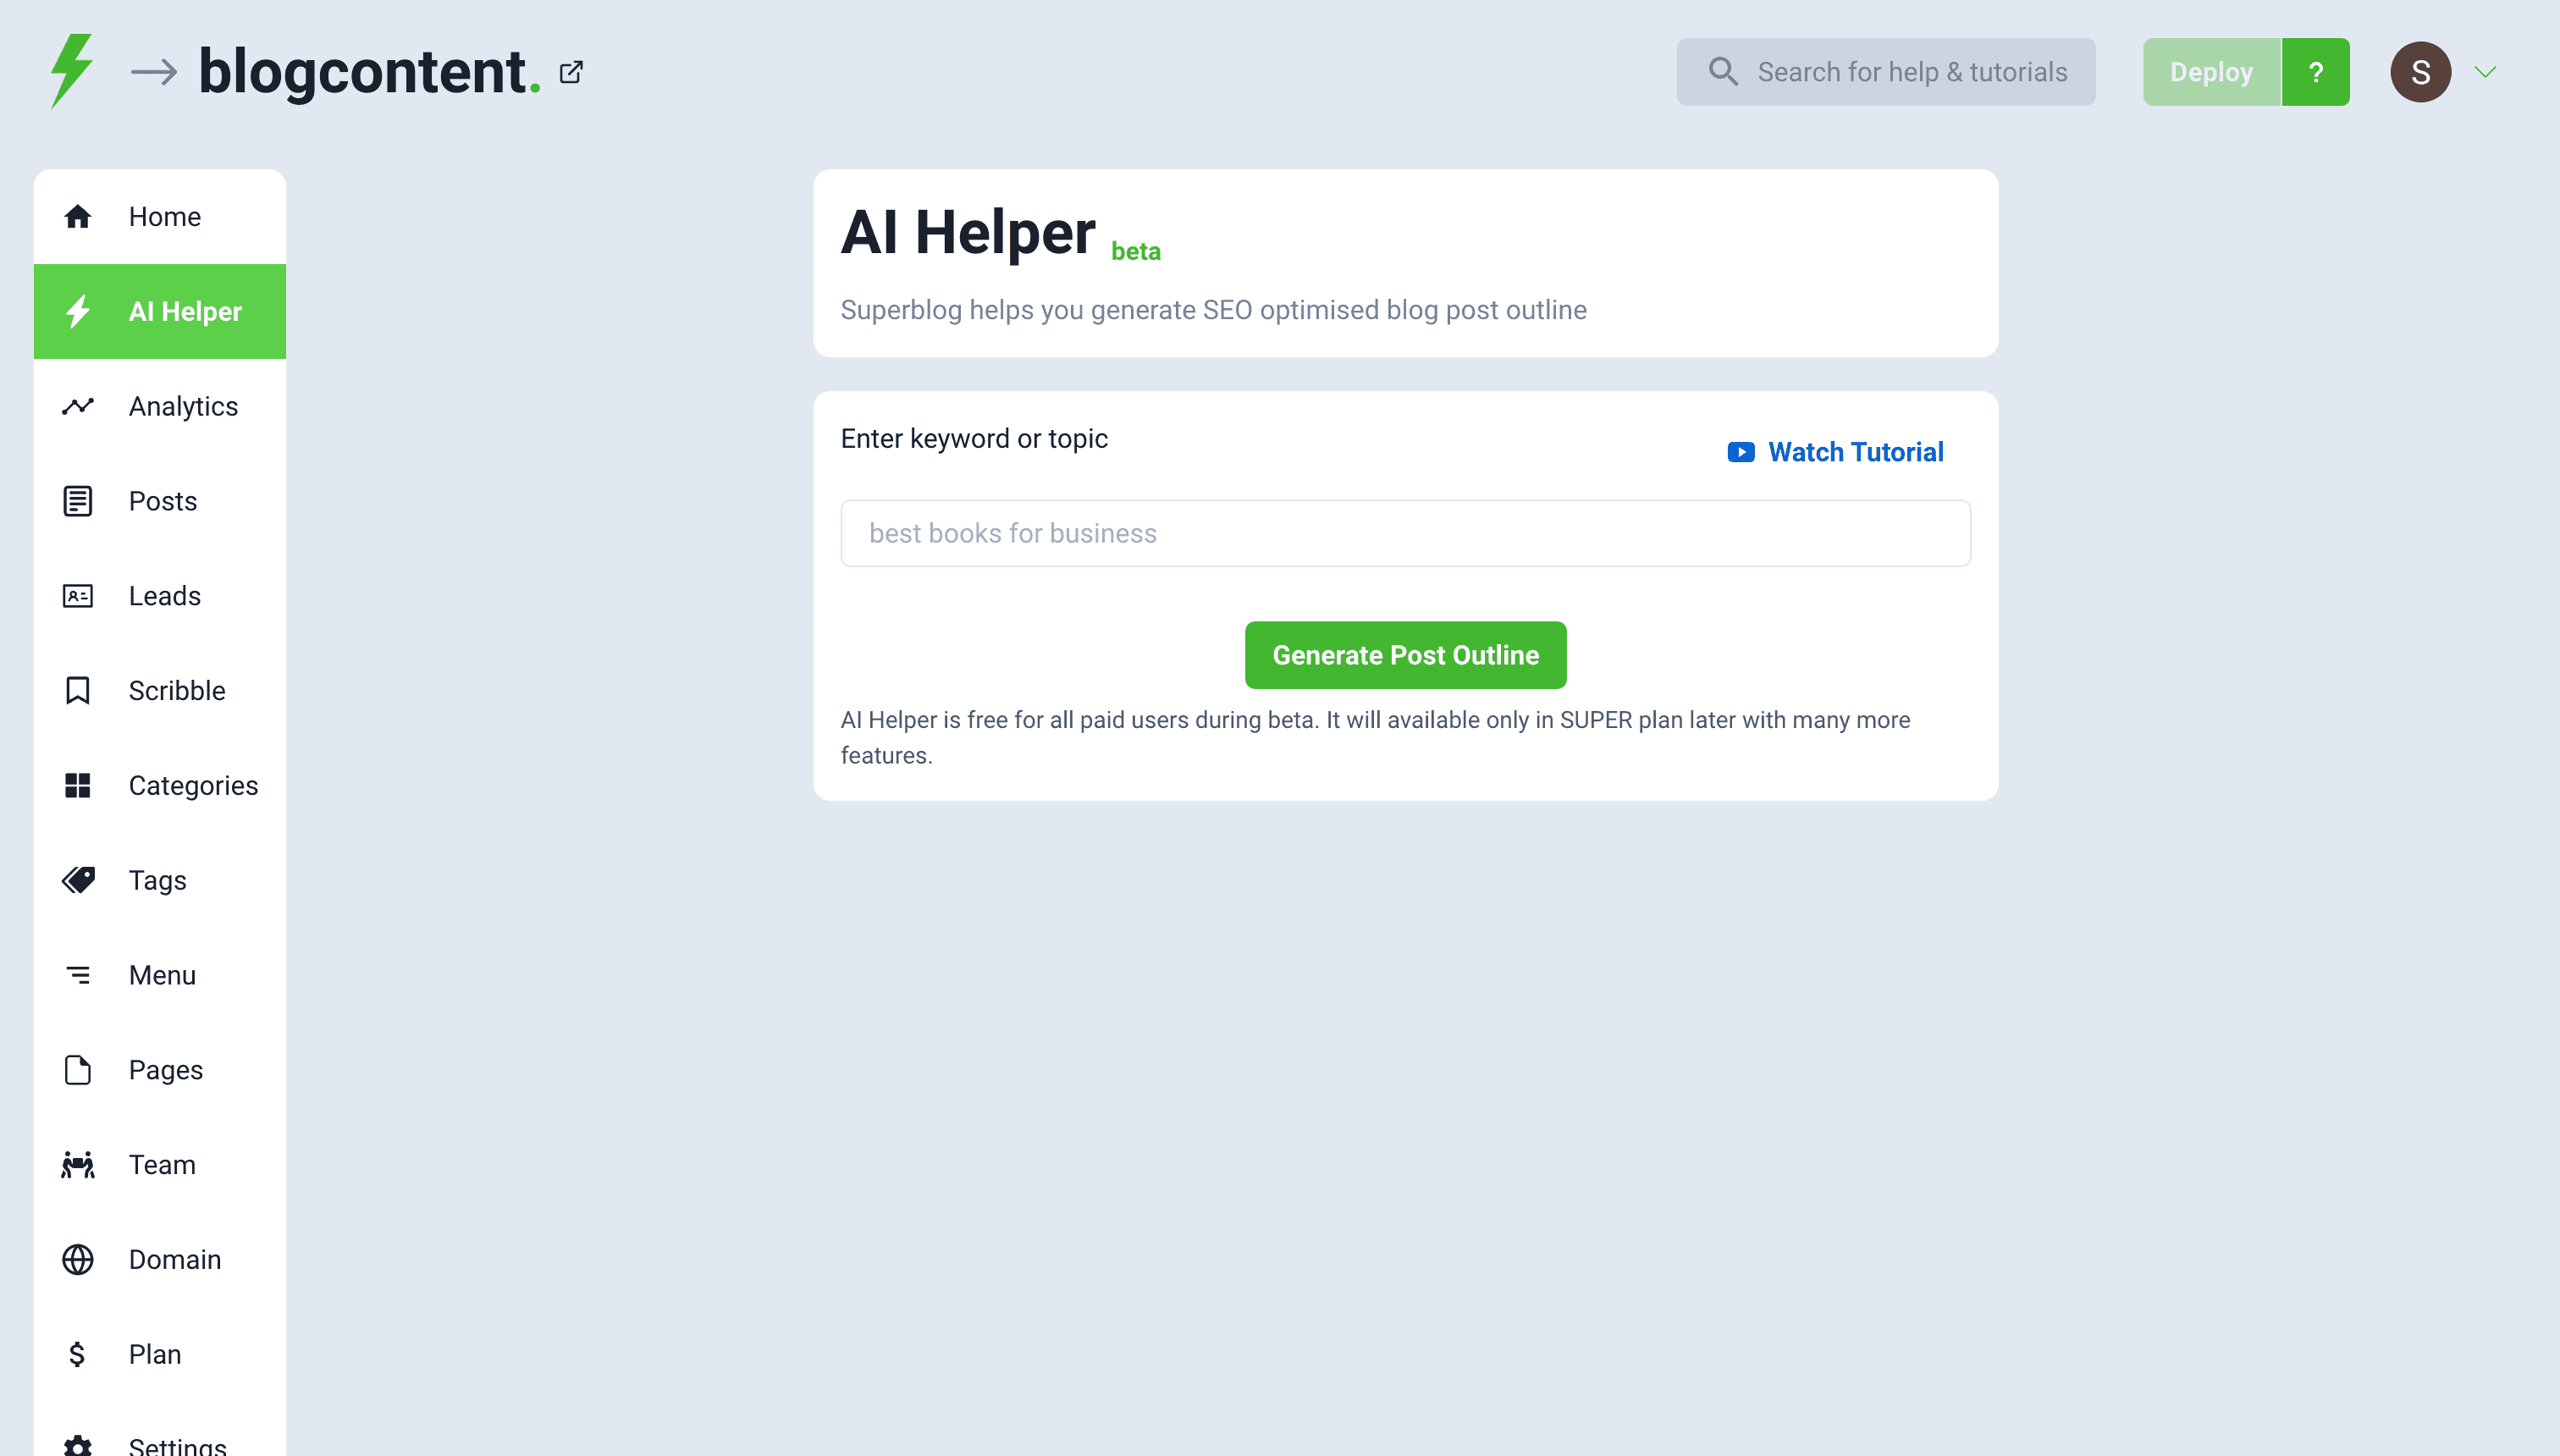 blogcontent.
Search for help & tutorials
Deploy
?
S
Home
AI Helper
Analytics
Posts
Leads
Scribble
Categories
Tags
Menu
Pages
Team
Domain
Plan
Settings
AI Helper beta
Superblog helps you generate SEO optimised blog post outline
Enter keyword or topic
Watch Tutorial
best books for business
Generate Post Outline
AI Helper is free for all paid users during beta. It will available only in SUPER plan later with many more
features.